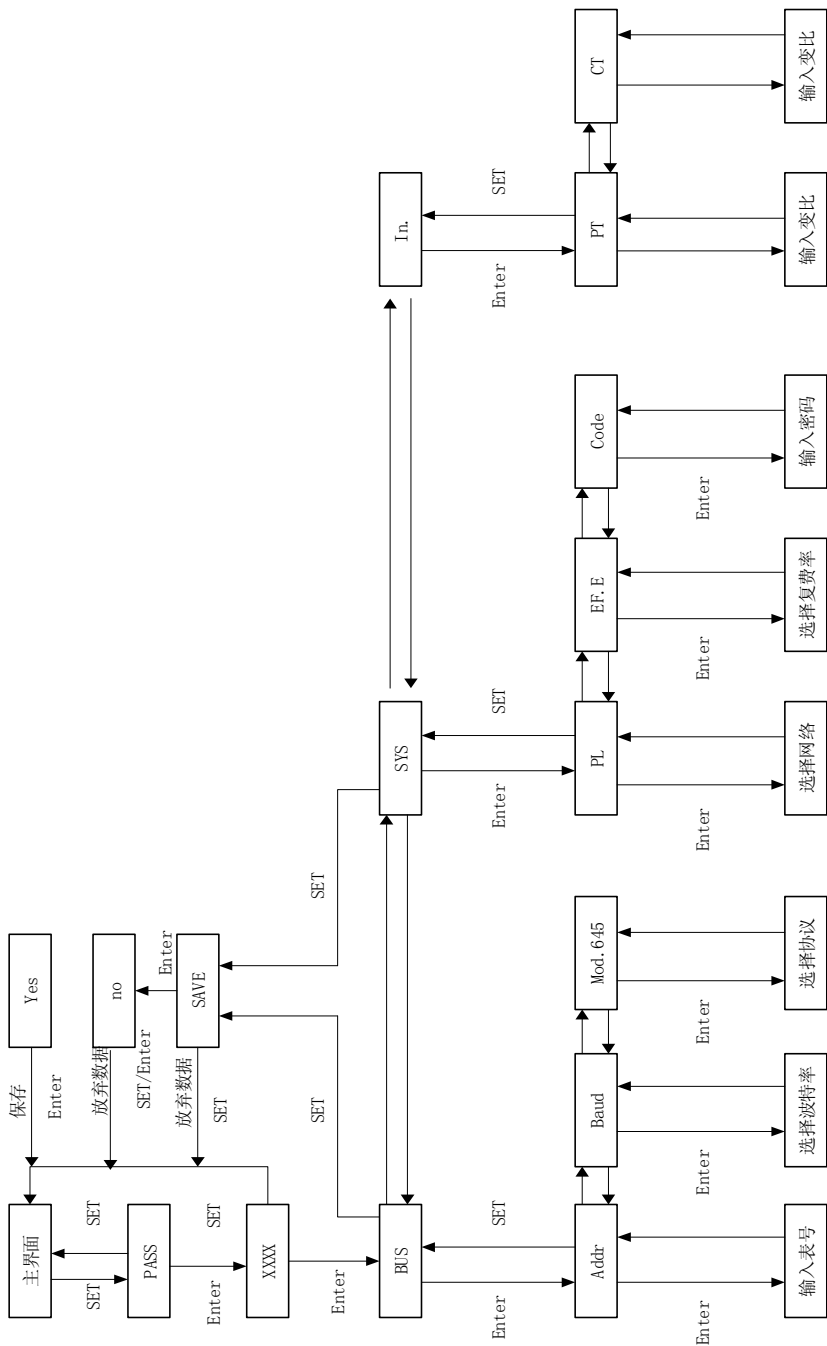 主界面
SET
SET
PASS
Enter
SET
XXXX
Enter
保存
Enter
Yes
放弃数据
SET/Enter
no
Enter
放弃数据
SET
SAVE
SET
SET
BUS
SYS
In.
Enter
SET
Enter
SET
Enter
SET
Addr
Baud
Mod.645
PL
EF.E
Code
PT
CT
Enter
Enter
Enter
Enter
Enter
Enter
输入表号
选择波特率
选择协议
选择网络
选择复费率
输入密码
输入变比
输入变比